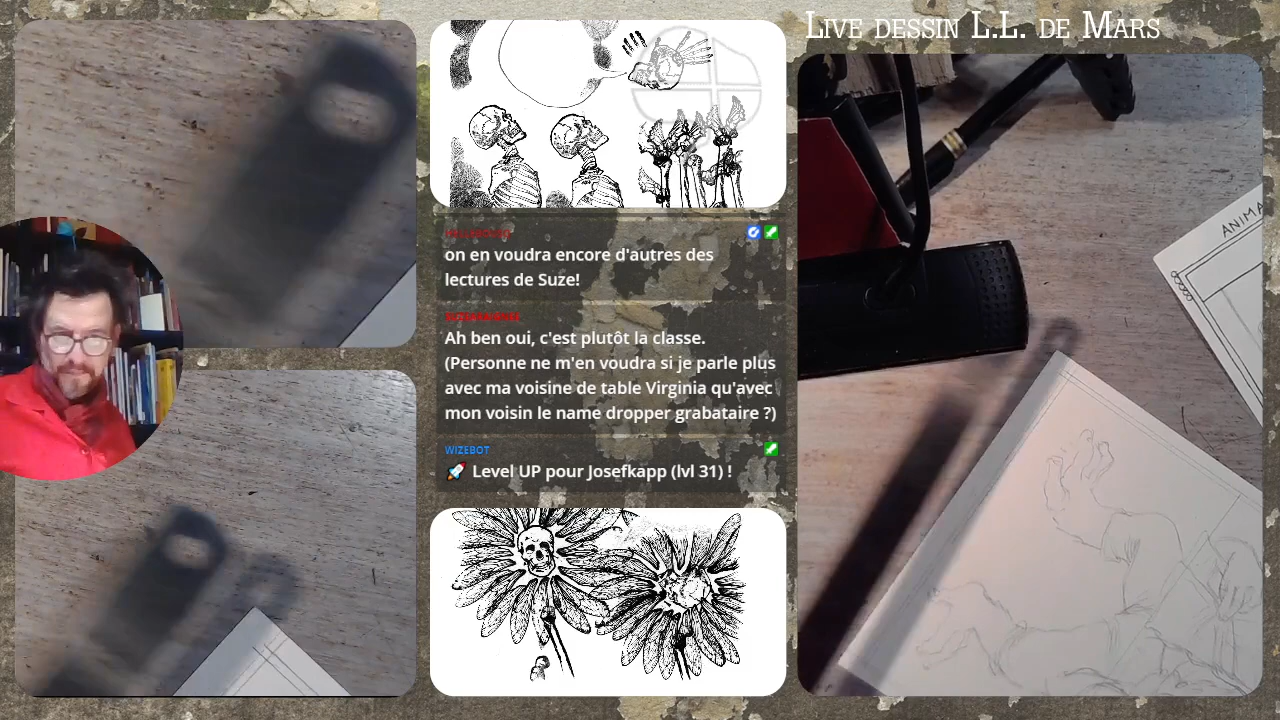 Live dessin L.L. de Mars
on en voudra encore d'autres des
lectures de Suze!
Ah ben oui, c'est plutôt la classe.
(Personne ne m'en voudra si je parle plus
avec ma voisine de table Virginia qu'avec
mon voisin le name dropper grabataire ?)
WIZEBOT
🚀 Level UP pour Josefkapp (lvl 31) !
ANIMA